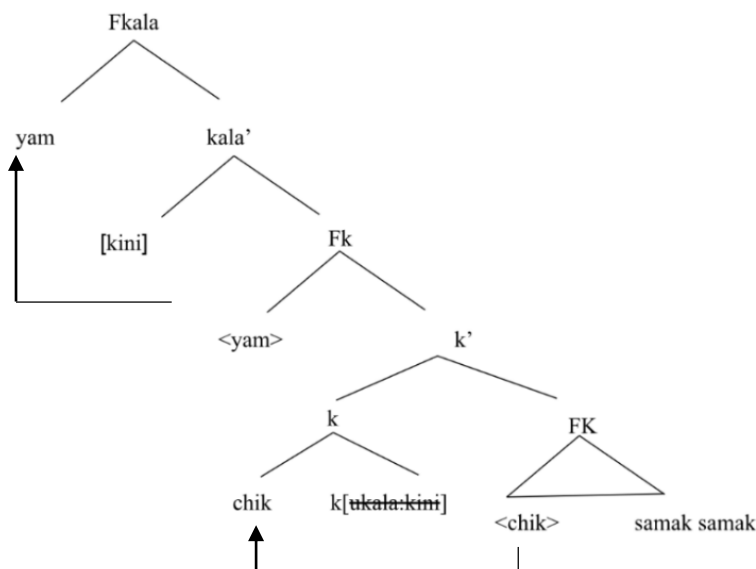 Fkala
yam kala’
[kini]
Fk
<yam> k’
k FK
chik k[ukala:kini] <chik> samak samak